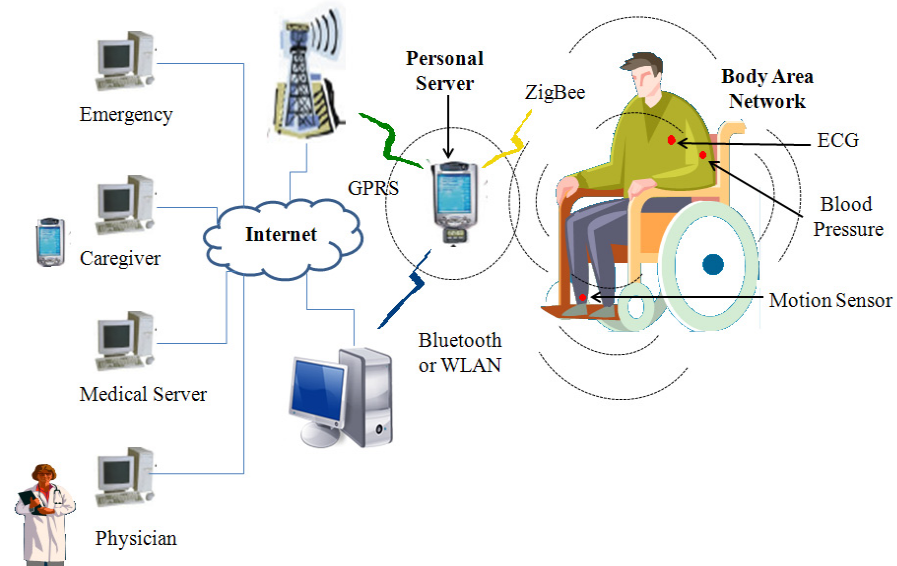 Emergency
Caregiver
Medical Server
Physician
Internet
GPRS
Personal
Server
ZigBee
Bluetooth
or WLAN
Body Area
Network
ECG
Blood
Pressure
Motion Sensor